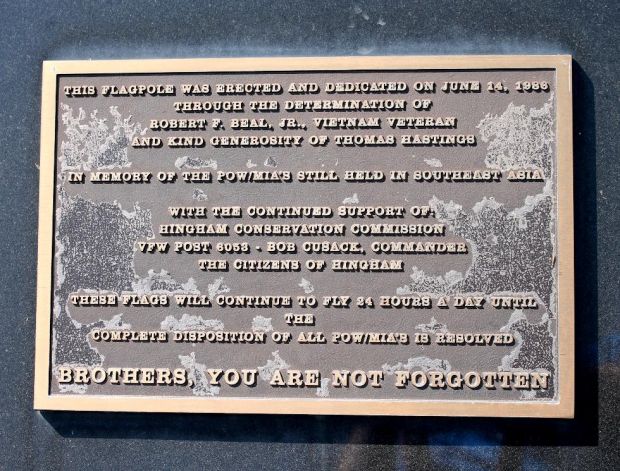 THIS FLAGPOLE WAS ERECTED AND DEDICATED ON JUNE 14, 1986
THROUGH THE DETERMINATION OF
ROBERT F. BEAL, JR., VIETNAM VETERAN
AND KIND GENEROSITY OF THOMAS HASTINGS
IN MEMORY OF THE POW/MIA'S STILL HELD IN SOUTHEAST ASIA
WITH THE CONTINUED SUPPORT OF:
HINGHAM CONSERVATION COMMISSION
VFW POST 6053 - BOB CUSACK, COMMANDER
THE CITIZENS OF HINGHAM
THESE FLAGS WILL CONTINUE TO FLY 24 HOURS A DAY UNTIL
THE
COMPLETE DISPOSITION OF ALL POW/MIA'S IS RESOLVED
BROTHERS, YOU ARE NOT FORGOTTEN